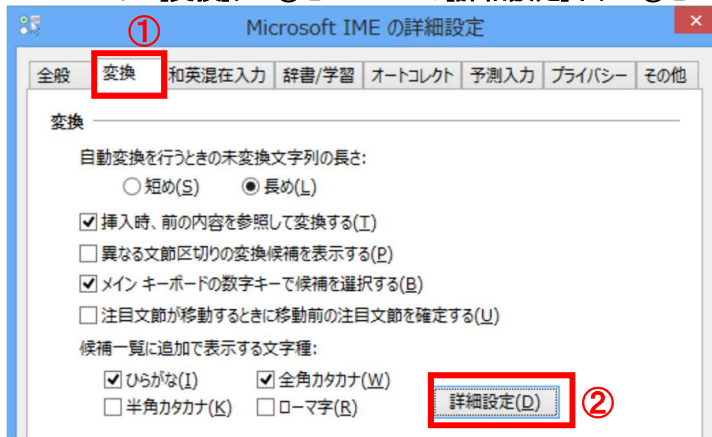 ①
Microsoft IME の詳細設定
全般 変換 和英混在入力 辞書/学習 オートコレクト 予測入力 プライバシー その他
変換
自動変換を行うときの未変換文字列の長さ:
短め(S) 長め(L)
挿入時、前の内容を参照して変換する(T)
異なる文節区切りの変換候補を表示する(P)
メイン キーボードの数字キーで候補を選択する(B)
注目文節が移動するときに移動前の注目文節を確定する(U)
候補一覧に追加で表示する文字種:
ひらがな(I) 全角カタカナ(W)
半角カタカナ(K) ローマ字(R)
詳細設定(D) ②